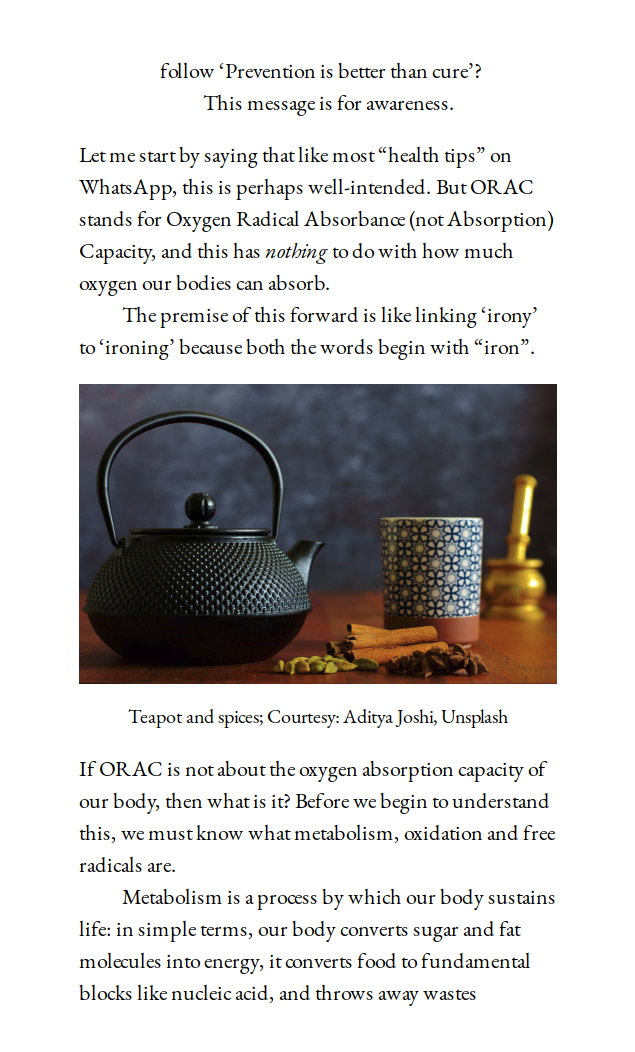 follow ‘Prevention is better than cure’?
This message is for awareness.
Let me start by saying that like most “health tips” on
WhatsApp, this is perhaps well-intended. But ORAC
stands for Oxygen Radical Absorbance (not Absorption)
Capacity, and this has nothing to do with how much
oxygen our bodies can absorb.
The premise of this forward is like linking ‘irony’
to ‘ironing’ because both the words begin with “iron”.
Teapot and spices; Courtesy: Aditya Joshi, Unsplash
If ORAC is not about the oxygen absorption capacity of
our body, then what is it? Before we begin to understand
this, we must know what metabolism, oxidation and free
radicals are.
Metabolism is a process by which our body sustains
life: in simple terms, our body converts sugar and fat
molecules into energy, it converts food to fundamental
blocks like nucleic acid, and throws away wastes